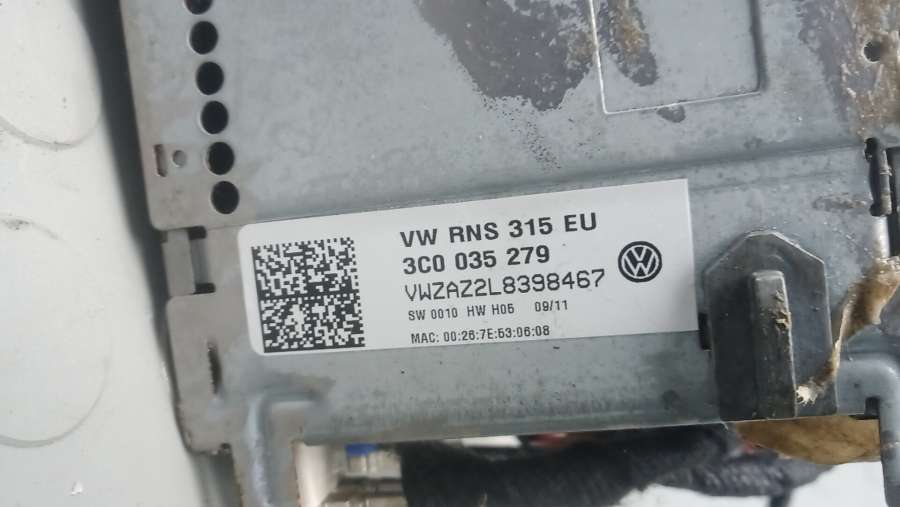 VW RNS 315 EU
3C0 035 279
VWZAZ2L8398467
SW 0010 HW H05 09/11
MAC: 00:26:7E:53:06:08